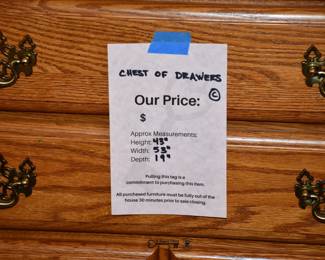 CHEST OF DRAWERS
©
Our Price:
$
Approx Measurements:
Height: 43"
Width: 53"
Depth: 19"
Pulling this tag is a
commitment to purchasing this item.
All purchased furniture must be fully out of the
house 30 minutes prior to sale closing.